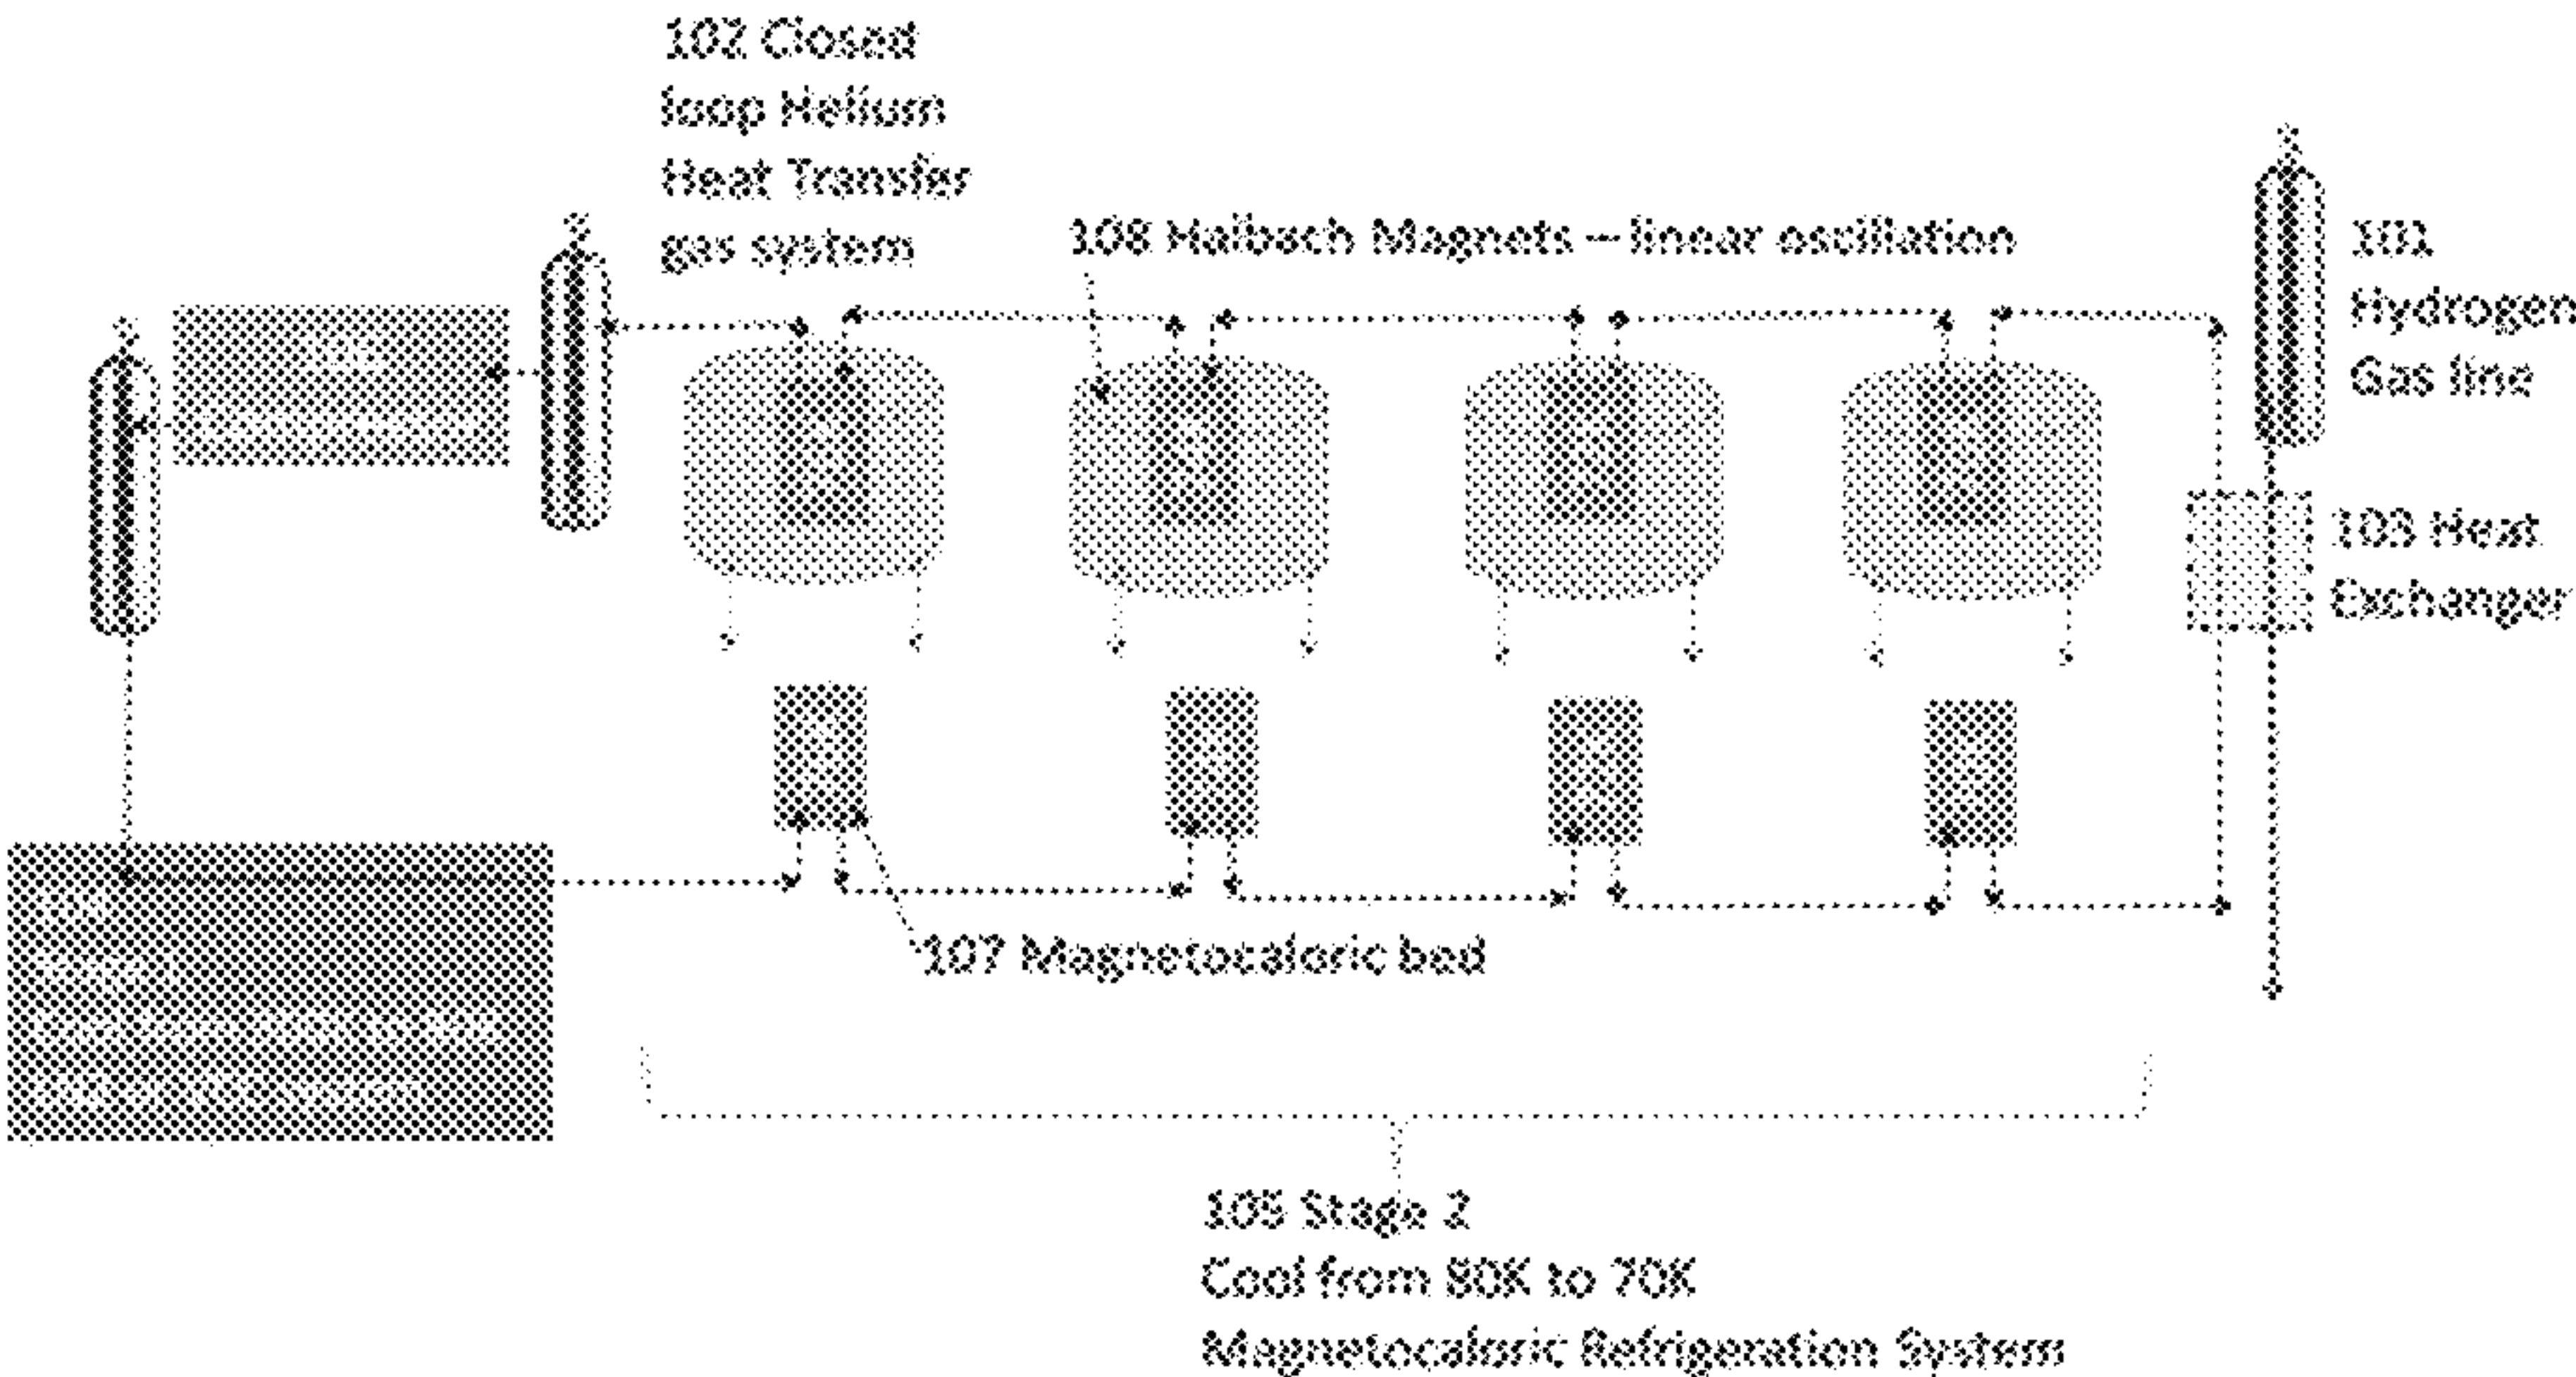 102 Closed
loop Helium
Heat Transfer
gas system
108 Halbach Magnets – linear oscillation
101
Hydrogen
Gas line
103 Heat
Exchanger
107 Magnetocaloric bed
105 Stage 2
Cool from 80K to 70K
Magnetocaloric Refrigeration System